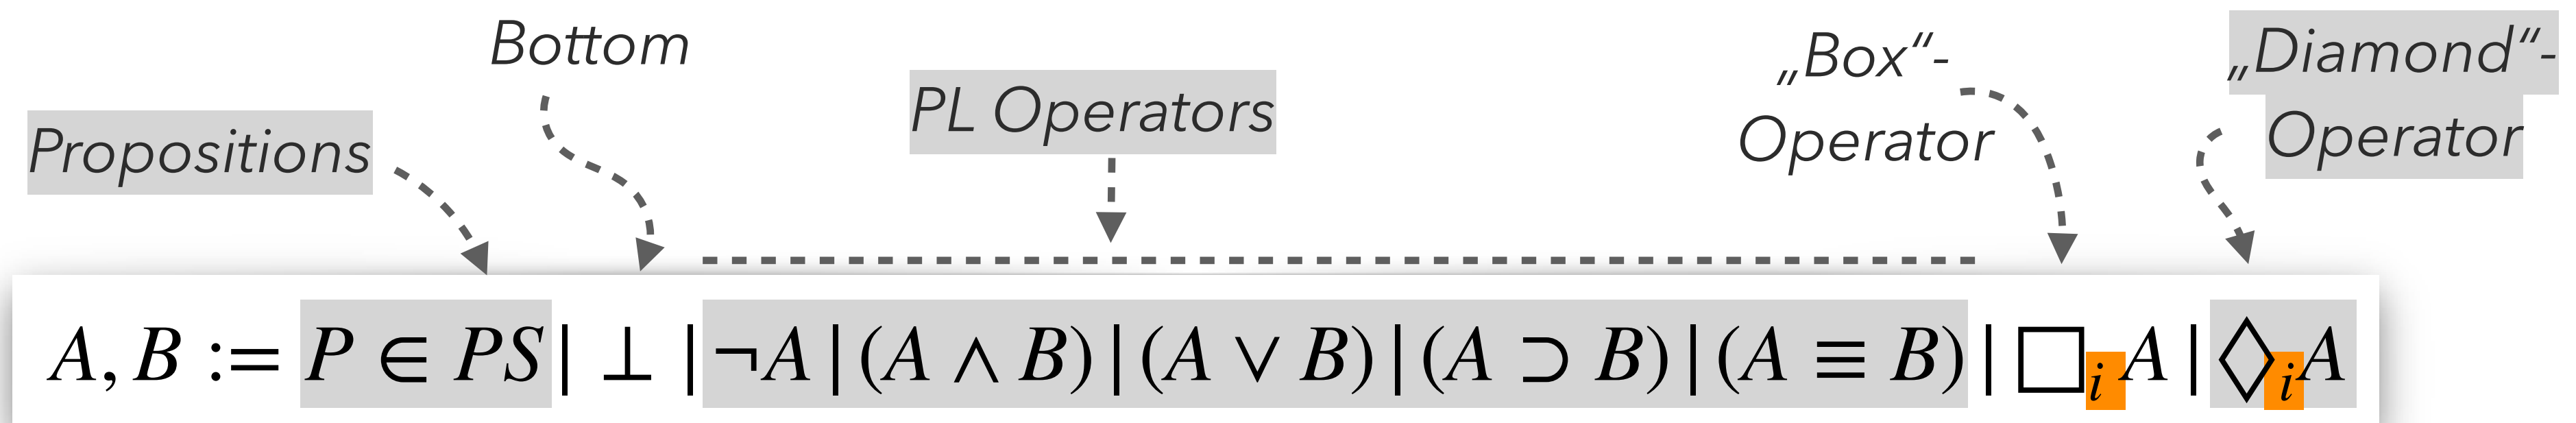 Bottom
„Box“-
Operator
„Diamond“-
Operator
Propositions
PL Operators
A, B := P ∈ PS | ⊥ | ¬A | (A ∧ B) | (A ∨ B) | (A ⊃ B) | (A ≡ B) | □ᵢA | ◊ᵢA